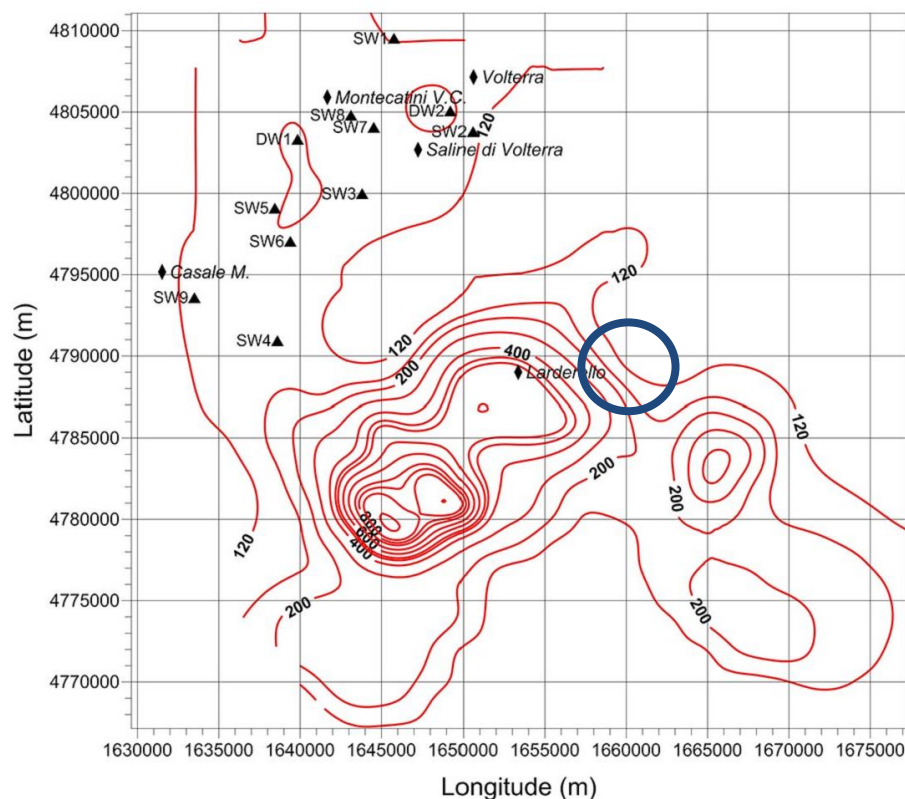 4810000
SW1
Volterra
Montecatini V.C.
4805000
SW8
DW2
SW7
SW2
120
DW1
Saline di Volterra
4800000
SW3
SW5
SW6
4795000
Casale M.
120
SW9
SW4
4790000
120
400
200
Larderello
4785000
120
200
200
4780000
800
600
400
120
4775000
200
200
4770000
1630000 1635000 1640000 1645000 1650000 1655000 1660000 1665000 1670000 1675000
Latitude (m)
Longitude (m)